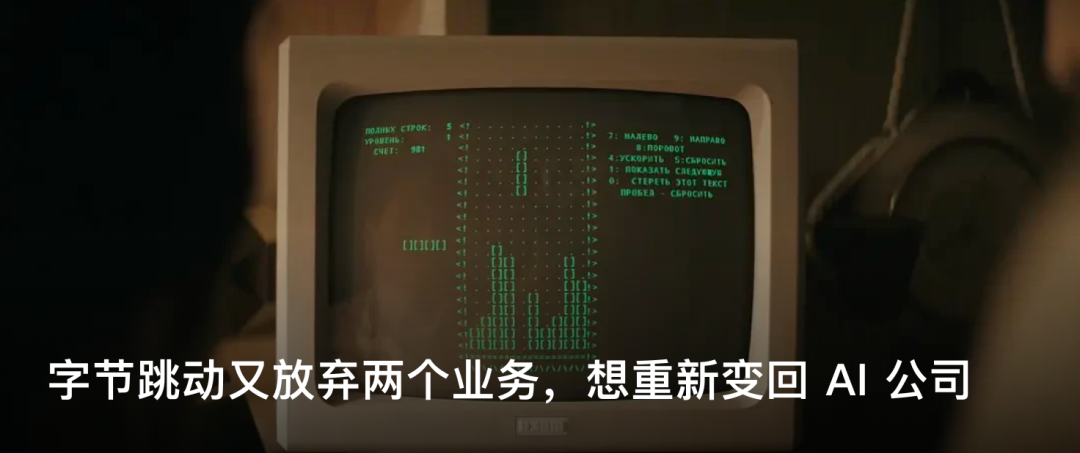 ПОЛНЫХ СТРОК: 5
УРОВЕНЬ: 1
СЧЕТ: 981
7: НАЛЕВО 9: НАПРАВО
8:ПОВОРОТ
4:УСКОРИТЬ 5:СБРОСИТЬ
1: ПОКАЗАТЬ СЛЕДУЮЩУЮ
0: СТЕРЕТЬ ЭТОТ ТЕКСТ
ПРОБЕЛ - СБРОСИТЬ
字节跳动又放弃两个业务，想重新变回 AI 公司